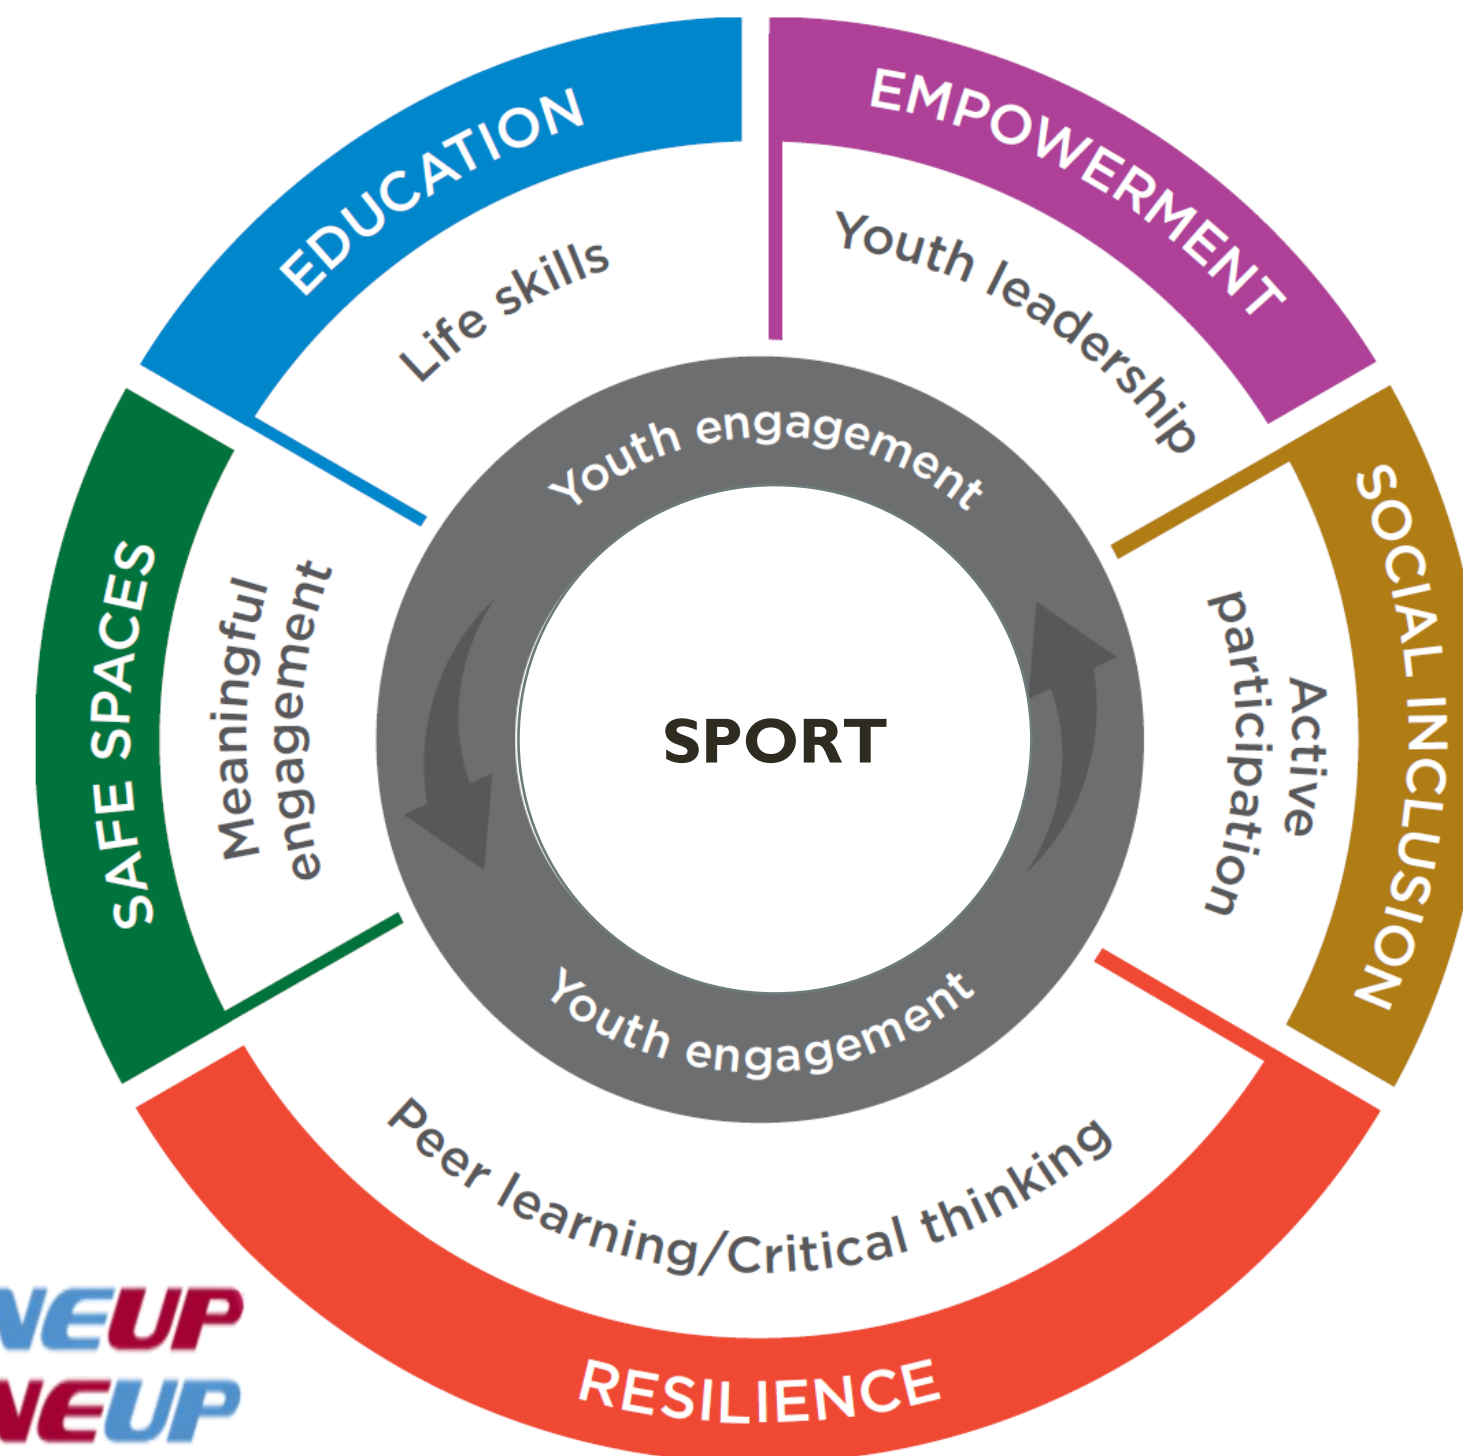 EDUCATION
Life skills
EMPOWERMENT
Youth leadership
SOCIAL INCLUSION
Active
participation
RESILIENCE
Peer learning/Critical thinking
SAFE SPACES
Meaningful
engagement
Youth engagement
SPORT
Youth engagement
NEUP
NEUP